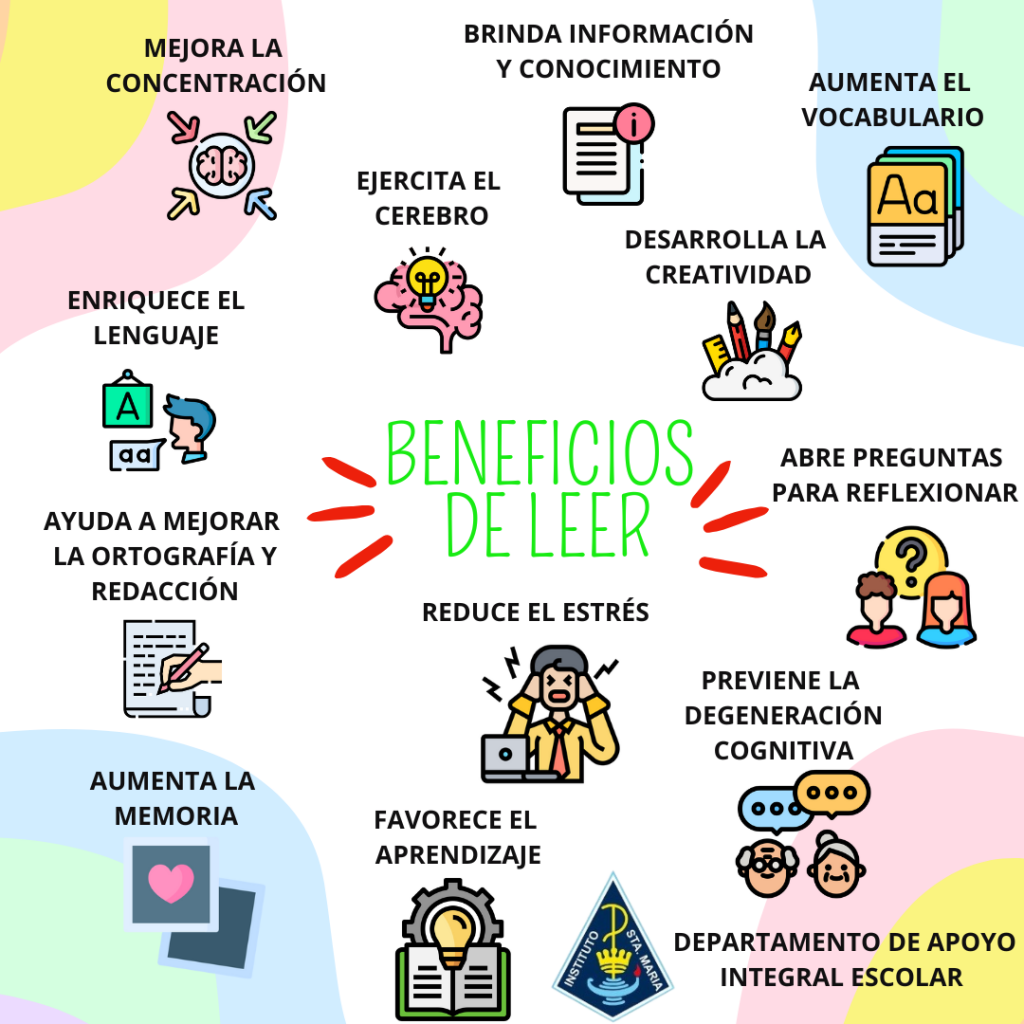 MEJORA LA
CONCENTRACIÓN
BRINDA INFORMACIÓN
Y CONOCIMIENTO
i
AUMENTA EL
VOCABULARIO
Aa
EJERCITA EL
CEREBRO
DESARROLLA LA
CREATIVIDAD
ENRIQUECE EL
LENGUAJE
A
aa
BENEFICIOS
DE LEER
ABRE PREGUNTAS
PARA REFLEXIONAR
?
AYUDA A MEJORAR
LA ORTOGRAFÍA Y
REDACCIÓN
REDUCE EL ESTRÉS
PREVIENE LA
DEGENERACIÓN
COGNITIVA
AUMENTA LA
MEMORIA
FAVORECE EL
APRENDIZAJE
INSTITUTO
STA. MARIA
DEPARTAMENTO DE APOYO
INTEGRAL ESCOLAR